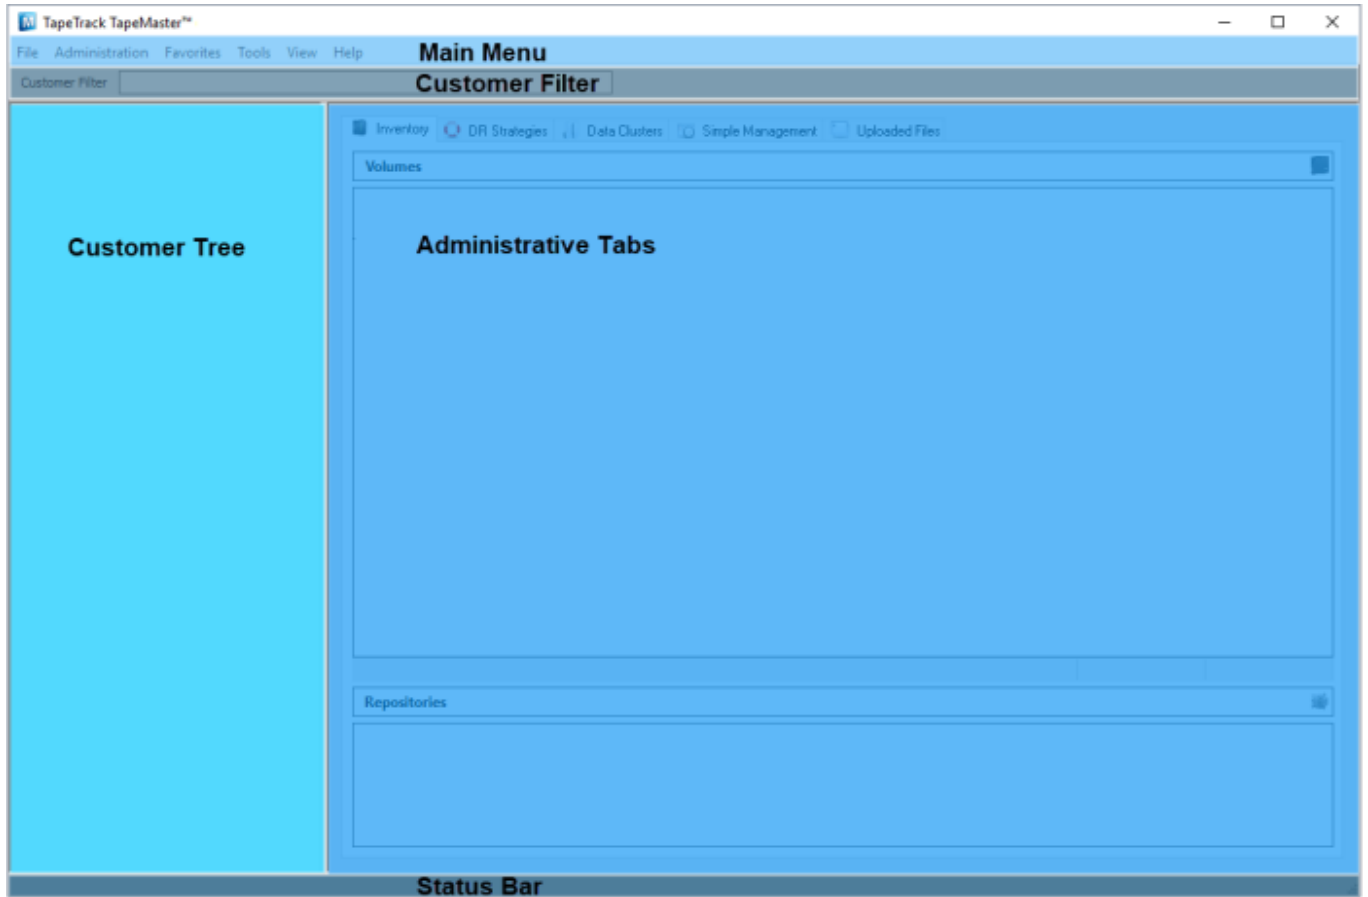 TapeTrack TapeMaster™
File Administration Favorites Tools View Help Main Menu
Customer Filter Customer Filter
Inventory DR Strategies Data Clusters Simple Management Uploaded Files
Volumes
Customer Tree Administrative Tabs
Repositories
Status Bar